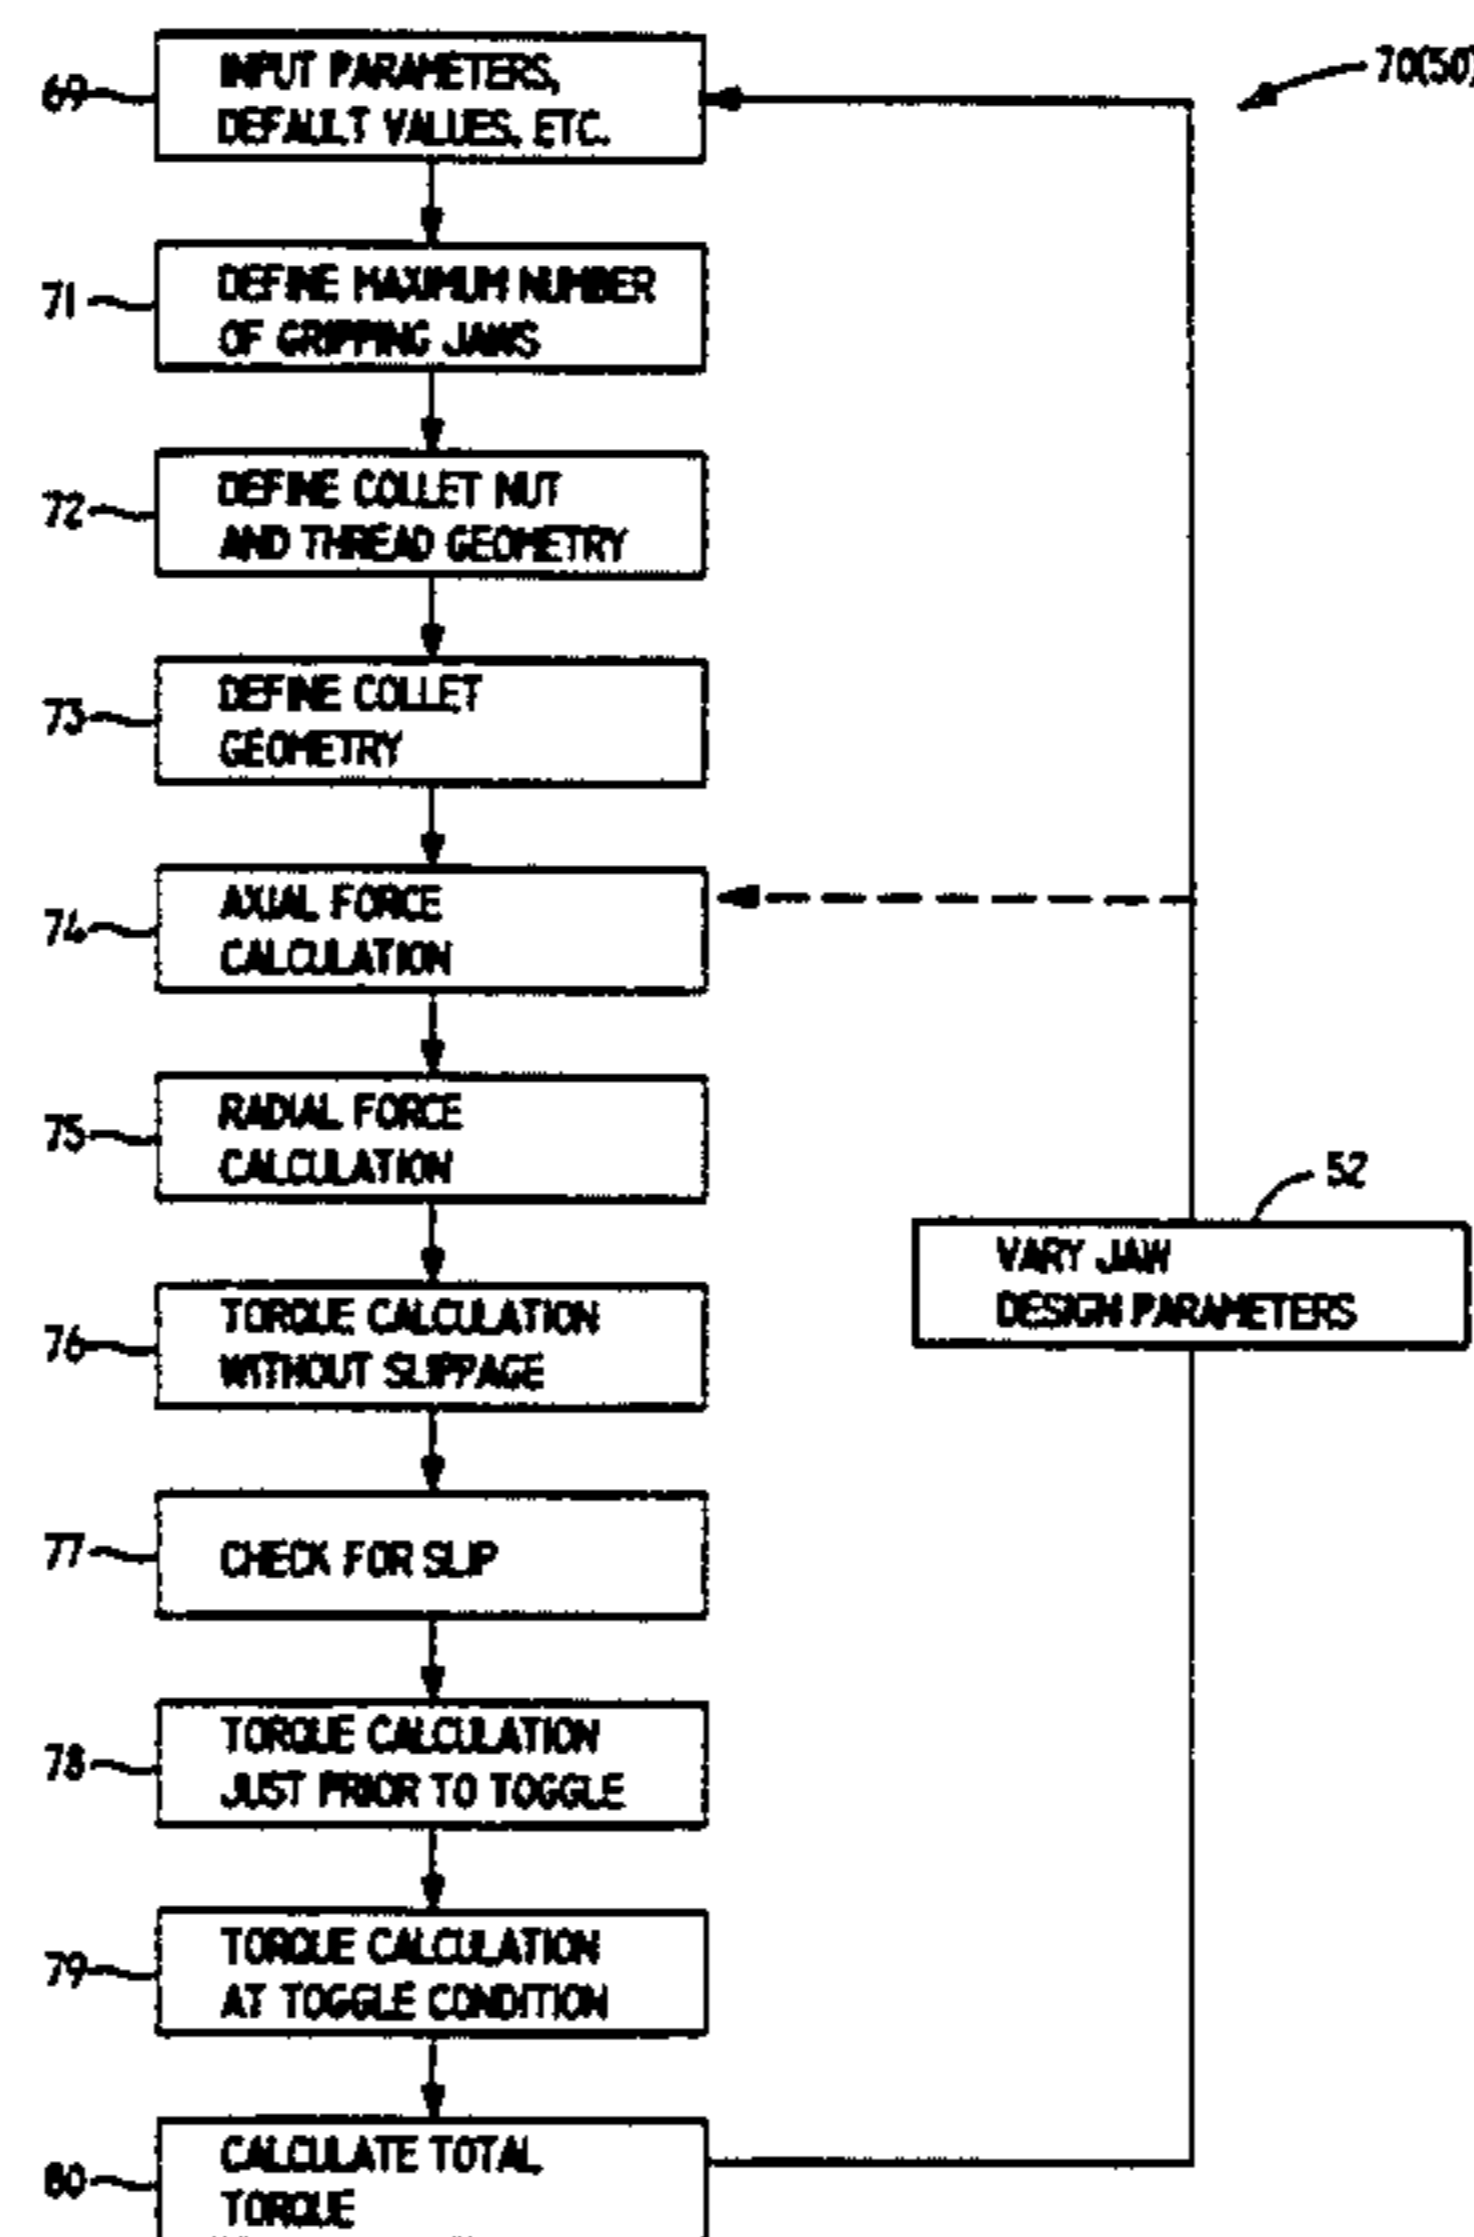 69
INPUT PARAMETERS,
DEFAULT VALUES, ETC.
70(50)
71
DEFINE MAXIMUM NUMBER
OF GRIPPING JAWS
72
DEFINE COLLET NUT
AND THREAD GEOMETRY
73
DEFINE COLLET
GEOMETRY
74
AXIAL FORCE
CALCULATION
75
RADIAL FORCE
CALCULATION
52
VARY JAW
DESIGN PARAMETERS
76
TORQUE CALCULATION
WITHOUT SLIPPAGE
77
CHECK FOR SLIP
78
TORQUE CALCULATION
JUST PRIOR TO TOGGLE
79
TORQUE CALCULATION
AT TOGGLE CONDITION
80
CALCULATE TOTAL
TORQUE